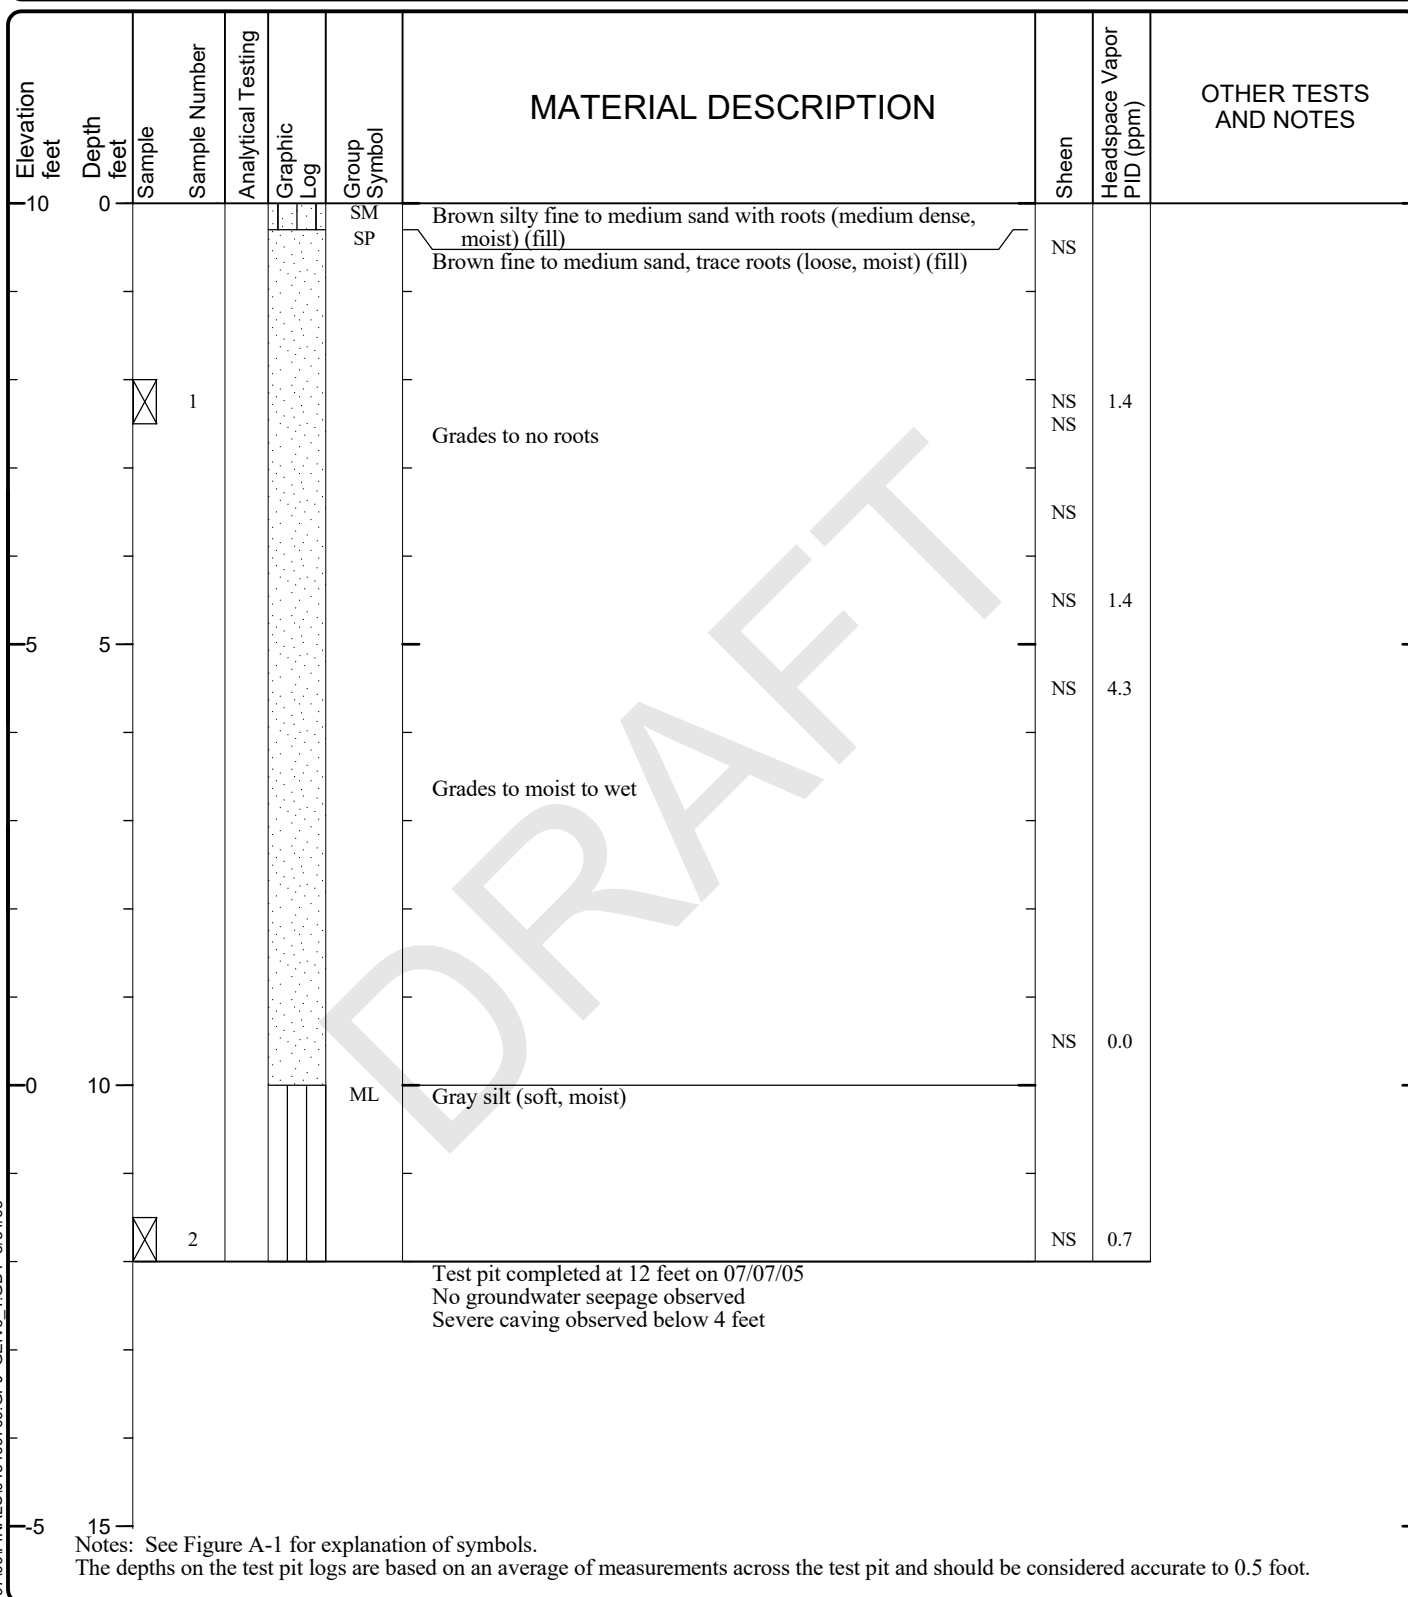 Elevation
feet
Depth
feet
Sample
Sample Number
Analytical Testing
Graphic
Log
Group
Symbol
MATERIAL DESCRIPTION
Sheen
Headspace Vapor
PID (ppm)
OTHER TESTS
AND NOTES
10 0
SM Brown silty fine to medium sand with roots (medium dense,
moist) (fill)
SP NS
Brown fine to medium sand, trace roots (loose, moist) (fill)
1 NS 1.4
NS
Grades to no roots
NS
NS 1.4
5 5
NS 4.3
Grades to moist to wet
NS 0.0
0 10
ML Gray silt (soft, moist)
2 NS 0.7
Test pit completed at 12 feet on 07/07/05
No groundwater seepage observed
Severe caving observed below 4 feet
-5 15
Notes: See Figure A-1 for explanation of symbols.
The depths on the test pit logs are based on an average of measurements across the test pit and should be considered accurate to 0.5 foot.
DRAFT